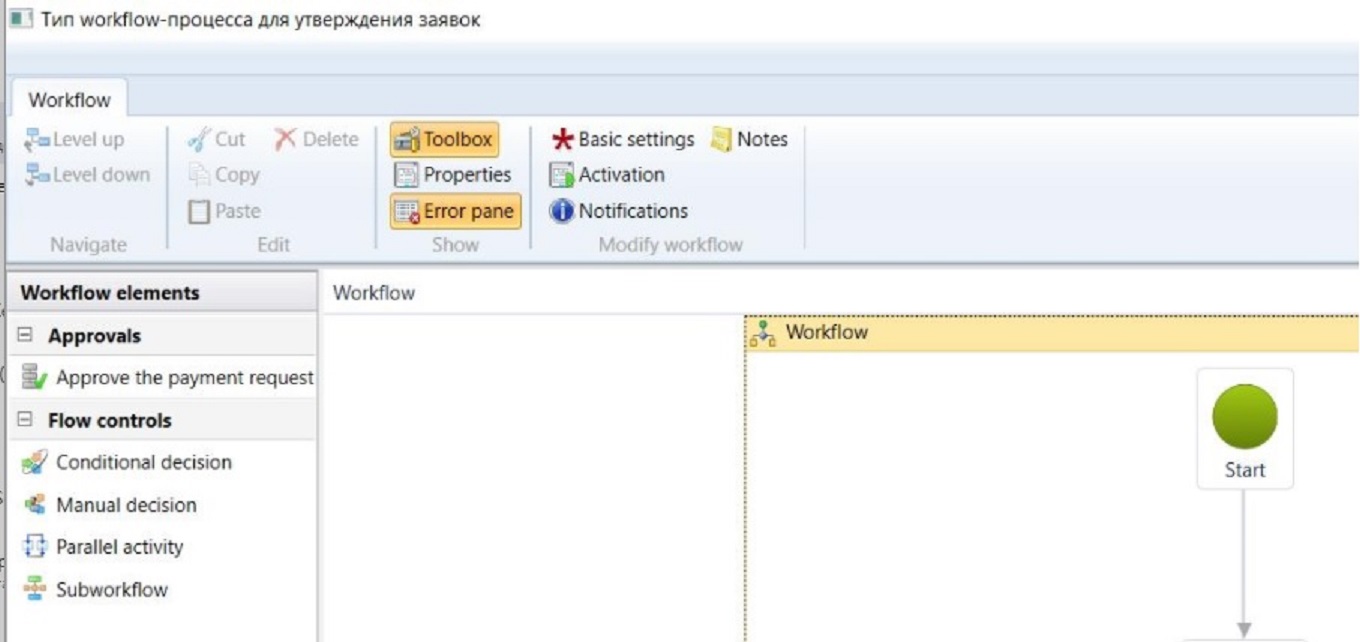 Тип workflow-процесса для утверждения заявок
Workflow
Level up
Level down
Navigate
Cut
Delete
Copy
Paste
Edit
Toolbox
Properties
Error pane
Show
Basic settings
Notes
Activation
Notifications
Modify workflow
Workflow elements
Approvals
Approve the payment request
Flow controls
Conditional decision
Manual decision
Parallel activity
Subworkflow
Workflow
Workflow
Start